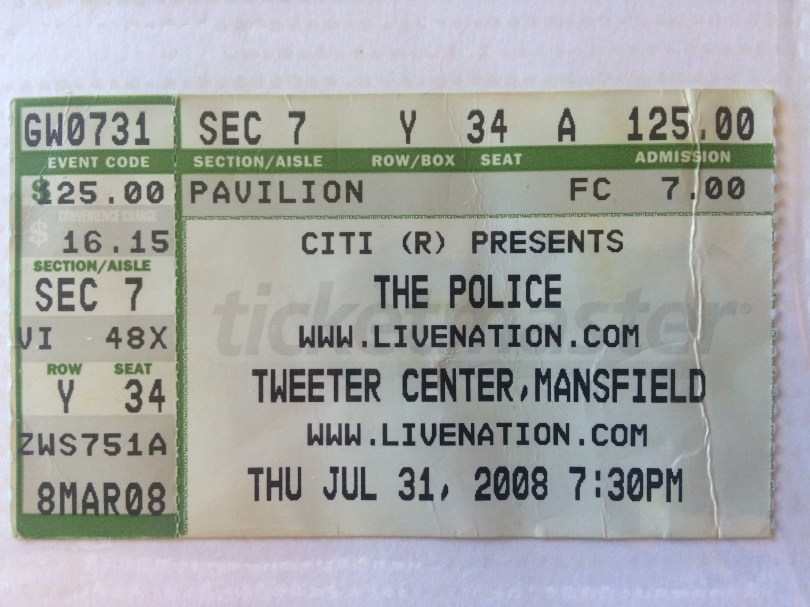 GW0731
EVENT CODE
$125.00
CONVENIENCE CHARGE
$ 16.15
SECTION/AISLE
SEC 7
VI 48X
ROW SEAT
Y 34
ZWS751A
8MAR08
SEC 7 Y 34 A 125.00
SECTION/AISLE ROW/BOX SEAT ADMISSION
PAVILION FC 7.00
CITI (R) PRESENTS
THE POLICE
ticketmaster
WWW.LIVENATION.COM
TWEETER CENTER,MANSFIELD
WWW.LIVENATION.COM
THU JUL 31, 2008 7:30PM